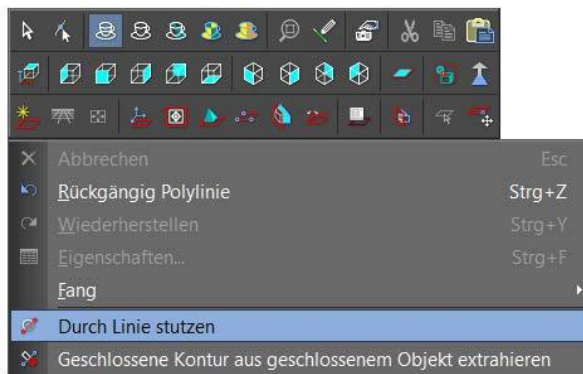 Abbrechen Esc
Rückgängig Polylinie Strg+Z
Wiederherstellen Strg+Y
Eigenschaften... Strg+F
Fang
Durch Linie stutzen
Geschlossene Kontur aus geschlossenem Objekt extrahieren